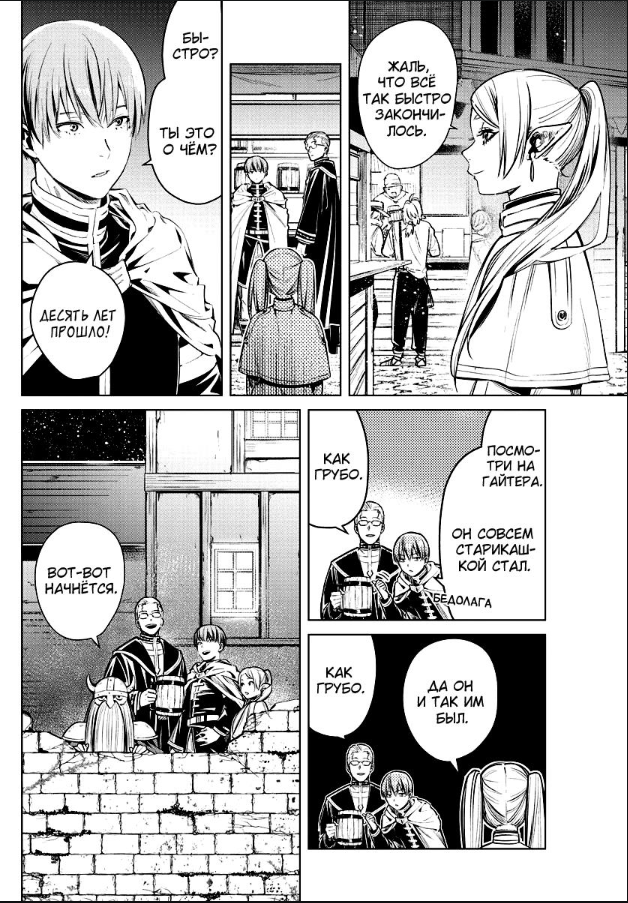 ЖАЛЬ,
ЧТО ВСЁ
ТАК БЫСТРО
ЗАКОНЧИ-
ЛОСЬ.
БЫ-
СТРО?
ТЫ ЭТО
О ЧЁМ?
ДЕСЯТЬ ЛЕТ
ПРОШЛО!
ПОСМО-
ТРИ НА
ГАЙТЕРА.
ОН СОВСЕМ
СТАРИКАШ-
КОЙ СТАЛ.
КАК
ГРУБО.
БЕДОЛАГА
ДА ОН
И ТАК ИМ
БЫЛ.
КАК
ГРУБО.
ВОТ-ВОТ
НАЧНЁТСЯ.